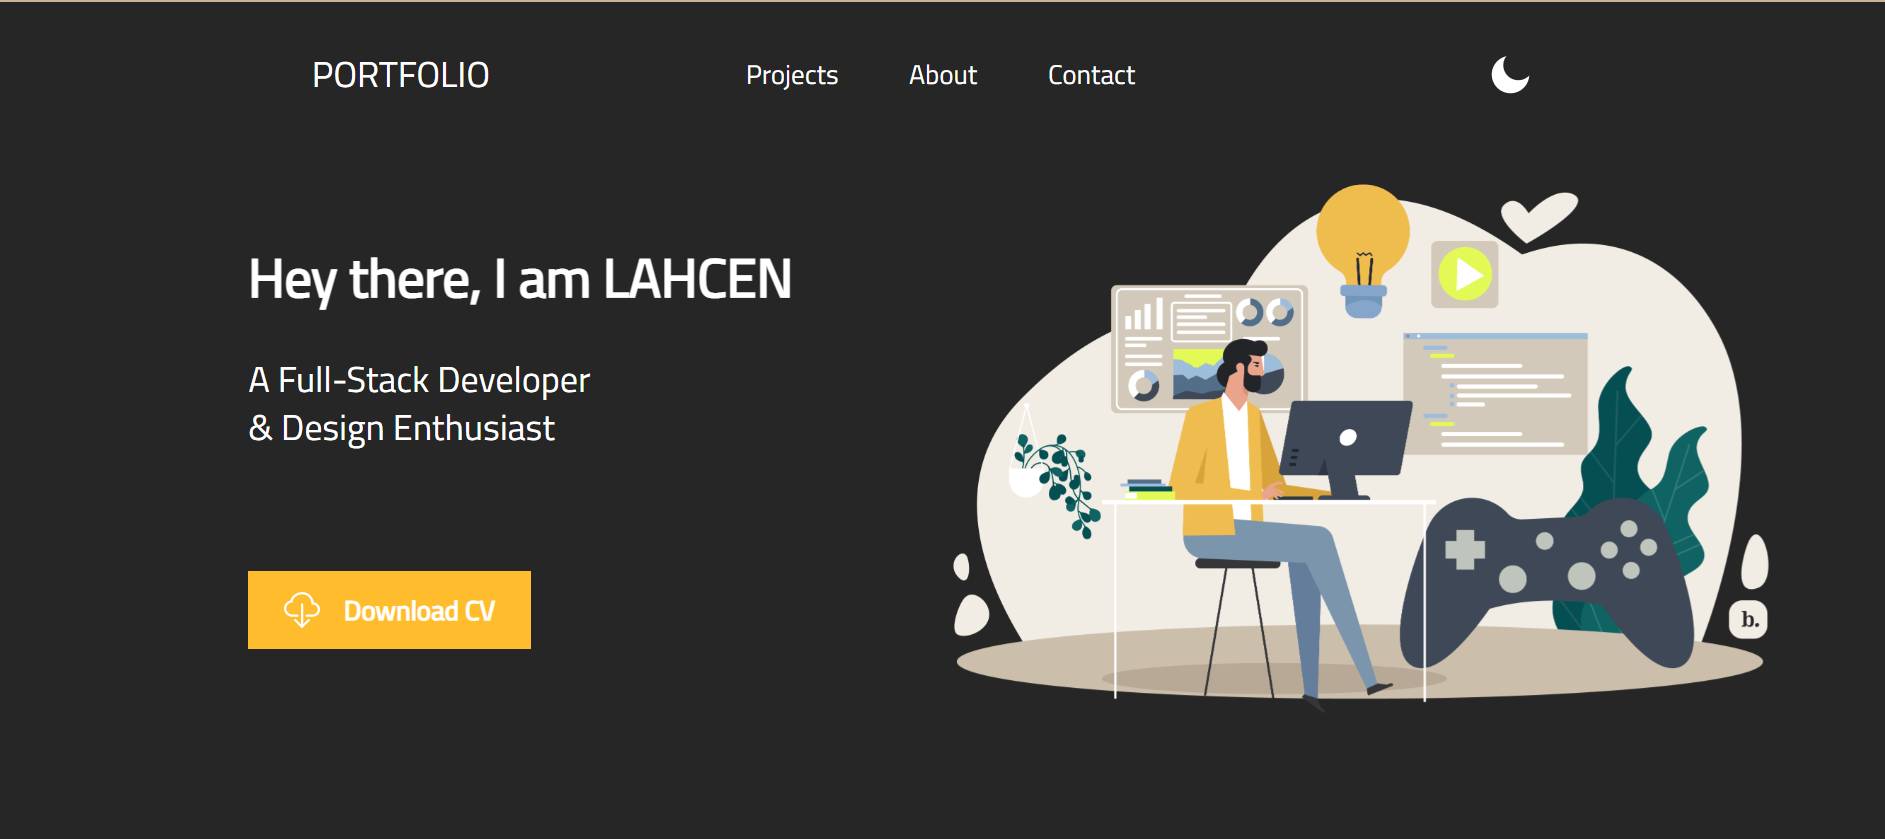 PORTFOLIO
Projects
About
Contact
Hey there, I am LAHCEN
A Full-Stack Developer
& Design Enthusiast
Download CV
b.